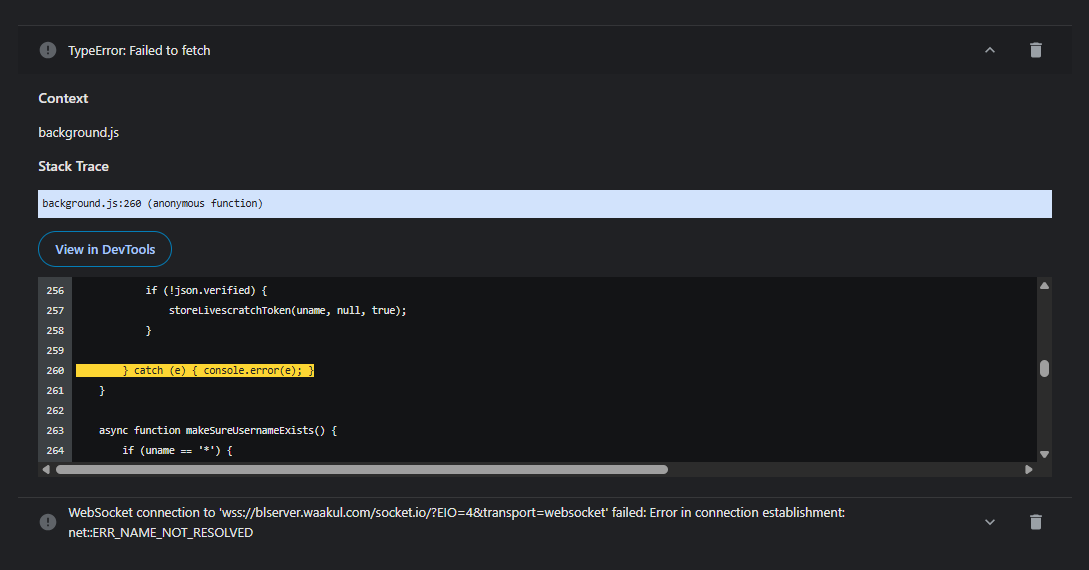 TypeError: Failed to fetch
Context
background.js
Stack Trace
background.js:260 (anonymous function)
View in DevTools
256 if (!json.verified) {
257 storeLivescratchToken(uname, null, true);
258 }
259
260 } catch (e) { console.error(e); }
261 }
262
263 async function makeSureUsernameExists() {
264 if (uname == '*') {
WebSocket connection to 'wss://blserver.waakul.com/socket.io/?EIO=4&transport=websocket' failed: Error in connection establishment:
net::ERR_NAME_NOT_RESOLVED